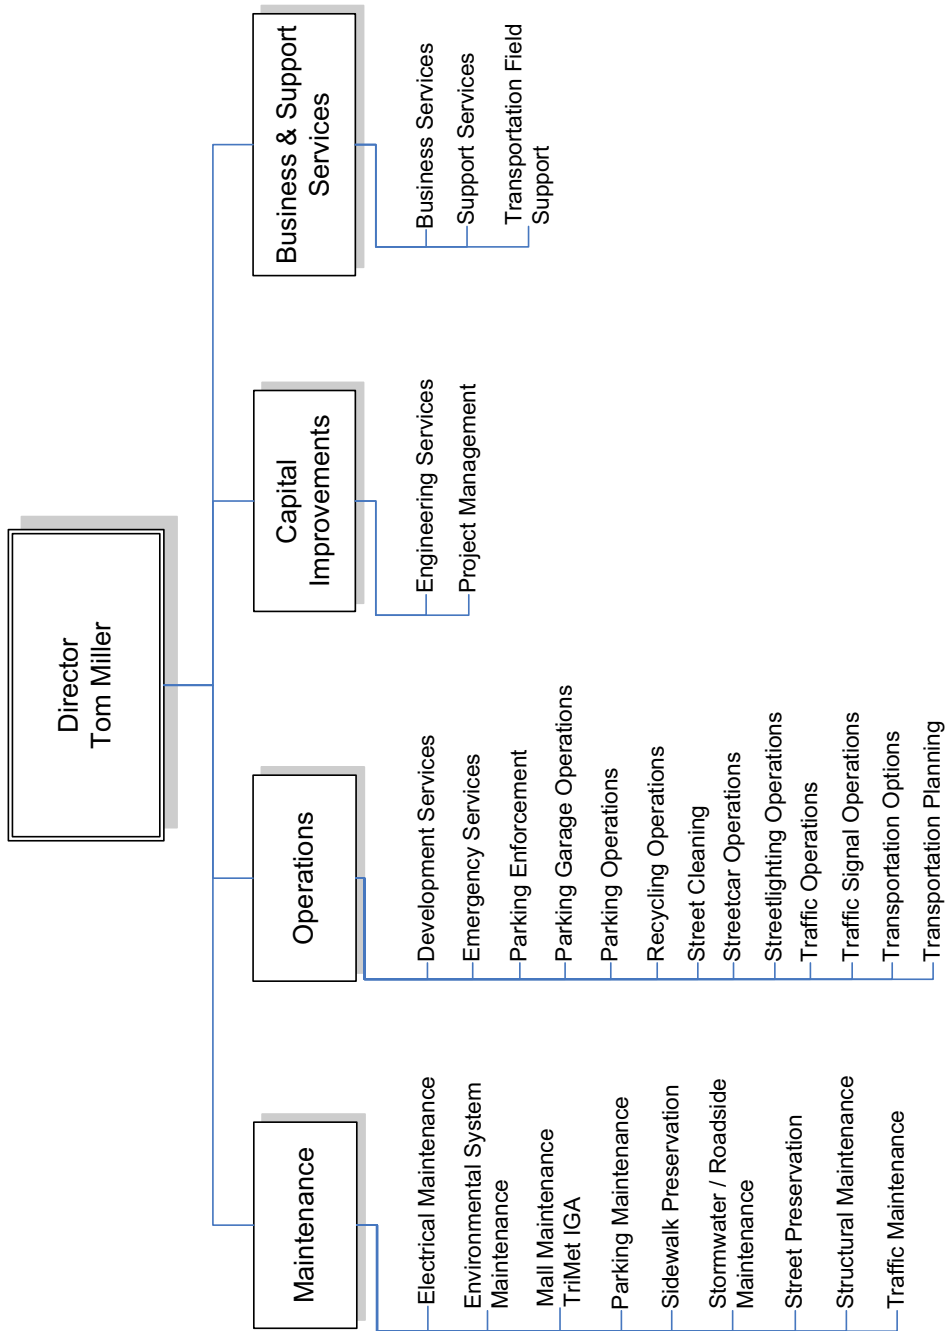 Director
Tom Miller
Maintenance
Electrical Maintenance
Environmental System
Maintenance
Mall Maintenance
TriMet IGA
Parking Maintenance
Sidewalk Preservation
Stormwater / Roadside
Maintenance
Street Preservation
Structural Maintenance
Traffic Maintenance
Operations
Development Services
Emergency Services
Parking Enforcement
Parking Garage Operations
Parking Operations
Recycling Operations
Street Cleaning
Streetcar Operations
Streetlighting Operations
Traffic Operations
Traffic Signal Operations
Transportation Options
Transportation Planning
Capital
Improvements
Engineering Services
Project Management
Business & Support
Services
Business Services
Support Services
Transportation Field
Support